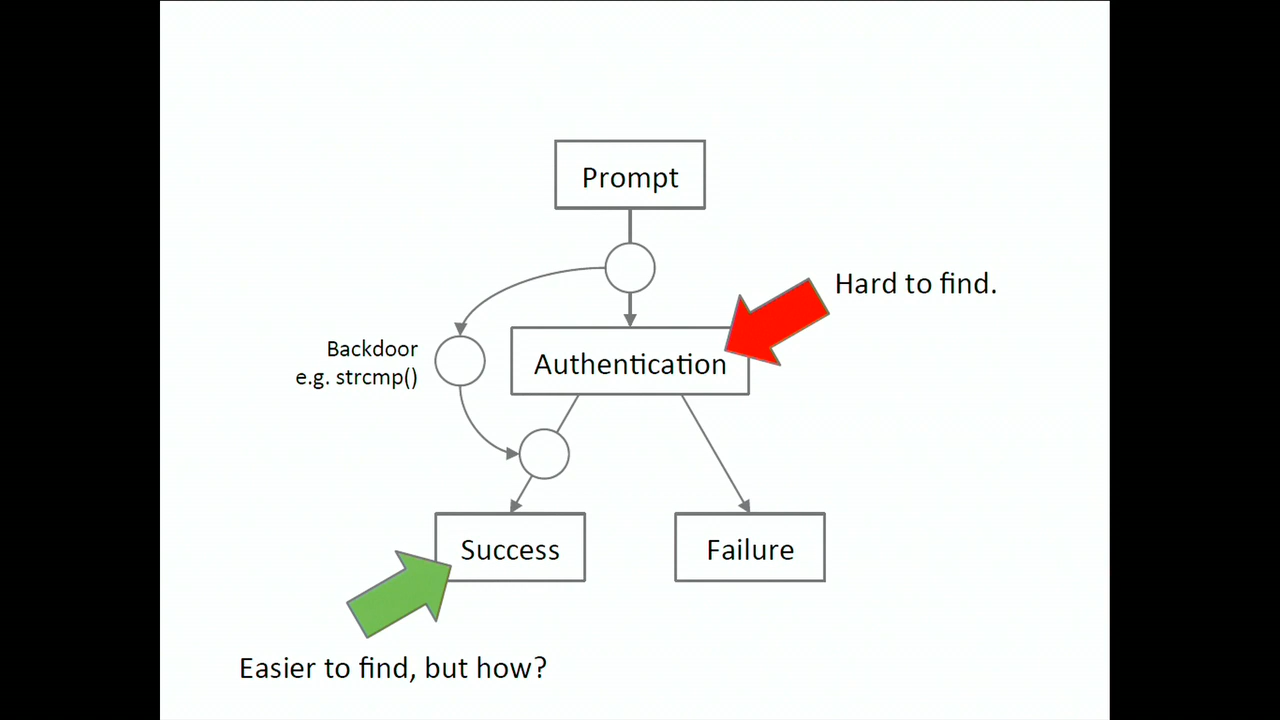 Prompt
Hard to find.
Backdoor
e.g. strcmp()
Authentication
Success
Failure
Easier to find, but how?